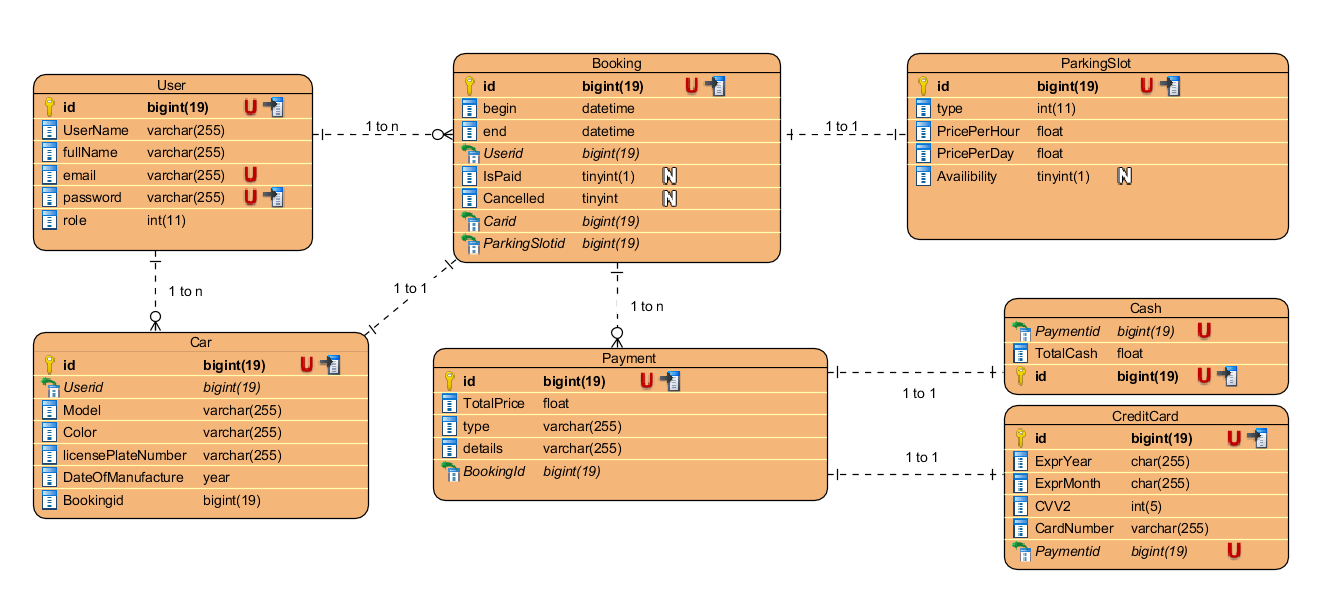 User
id bigint(19) U
UserName varchar(255)
fullName varchar(255)
email varchar(255) U
password varchar(255) U
role int(11)
1 to n
Booking
id bigint(19) U
begin datetime
end datetime
Userid bigint(19)
IsPaid tinyint(1) N
Cancelled tinyint N
Carid bigint(19)
ParkingSlotid bigint(19)
1 to 1
ParkingSlot
id bigint(19) U
type int(11)
PricePerHour float
PricePerDay float
Availibility tinyint(1) N
1 to n
1 to 1
1 to n
Car
id bigint(19) U
Userid bigint(19)
Model varchar(255)
Color varchar(255)
licensePlateNumber varchar(255)
DateOfManufacture year
Bookingid bigint(19)
Payment
id bigint(19) U
TotalPrice float
type varchar(255)
details varchar(255)
BookingId bigint(19)
1 to 1
1 to 1
Cash
Paymentid bigint(19) U
TotalCash float
id bigint(19) U
CreditCard
id bigint(19) U
ExprYear char(255)
ExprMonth char(255)
CVV2 int(5)
CardNumber varchar(255)
Paymentid bigint(19) U